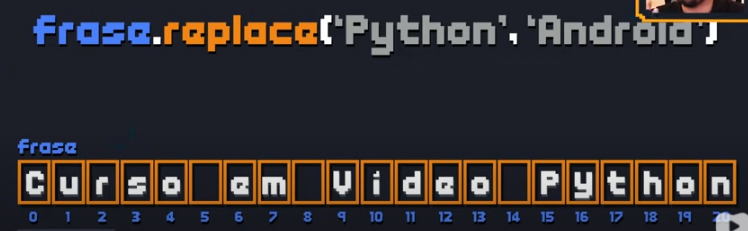 frase.replace('Python', 'Android')
frase
Curso em Vídeo Python
0 1 2 3 4 5 6 7 8 9 10 11 12 13 14 15 16 17 18 19 20